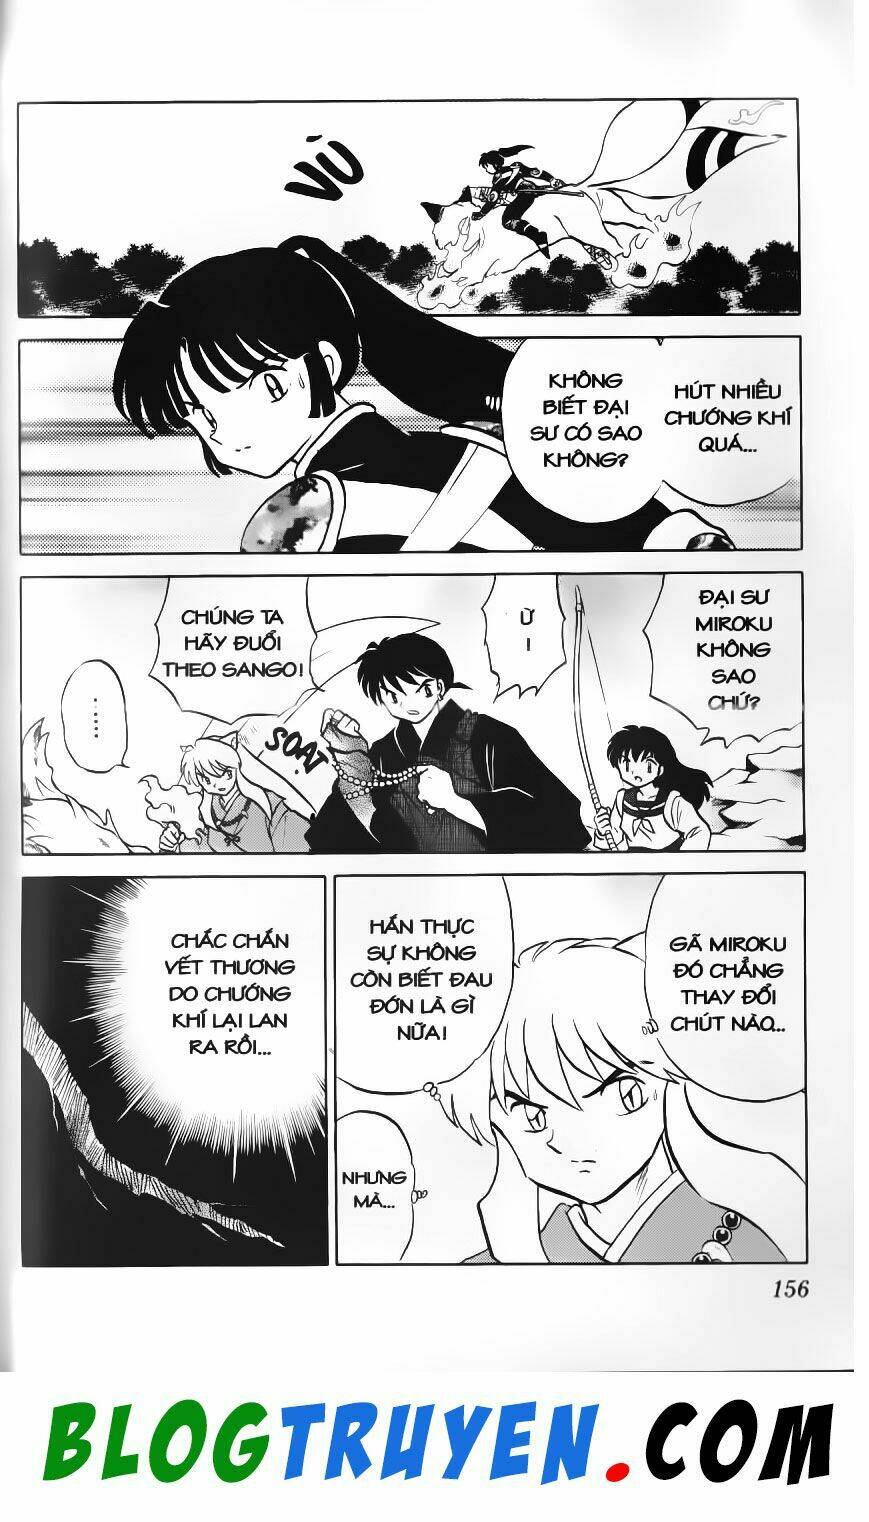 VÙ
HÚT NHIỀU
CHƯỚNG KHÍ
QUÁ...
KHÔNG
BIẾT ĐẠI
SƯ CÓ SAO
KHÔNG?
ĐẠI SƯ
MIROKU
KHÔNG
SAO
CHỨ?
Ừ
!
SOẠT
CHÚNG TA
HÃY ĐUỔI
THEO SANGO!
......
GÃ MIROKU
ĐÓ CHẲNG
THAY ĐỔI
CHÚT NÀO...
HẮN THỰC
SỰ KHÔNG
CÒN BIẾT ĐAU
ĐỚN LÀ GÌ
NỮA!
NHƯNG
MÀ...
CHẮC CHẮN
VẾT THƯƠNG
DO CHƯỚNG
KHÍ LẠI LAN
RA RỒI...
156
BLOGTRUYEN.COM